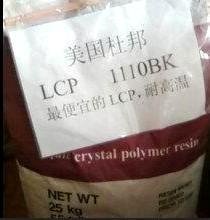 美国杜邦
LCP 1110BK
最便宜的LCP,耐高温
crystal polymer resin
NET WT
25 kg